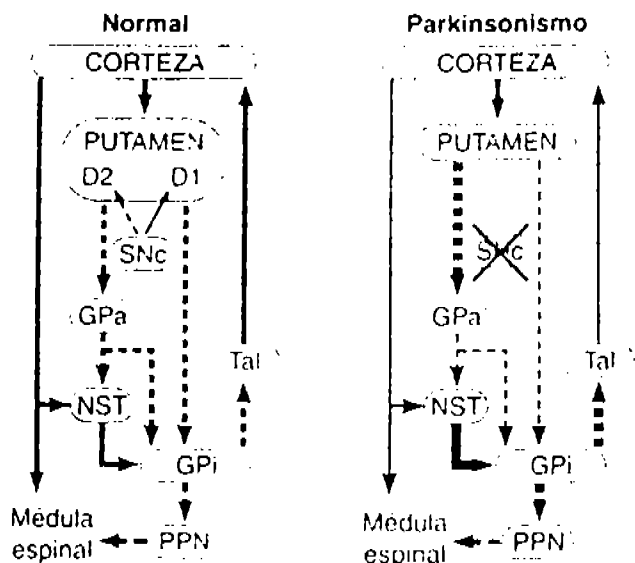 Normal
CORTEZA
PUTAMEN
D2 D1
SNc
GPa
NST
Tal
GPi
Médula
espinal
PPN
Parkinsonismo
CORTEZA
PUTAMEN
SNc
GPa
NST
Tal
GPi
Médula
espinal
PPN